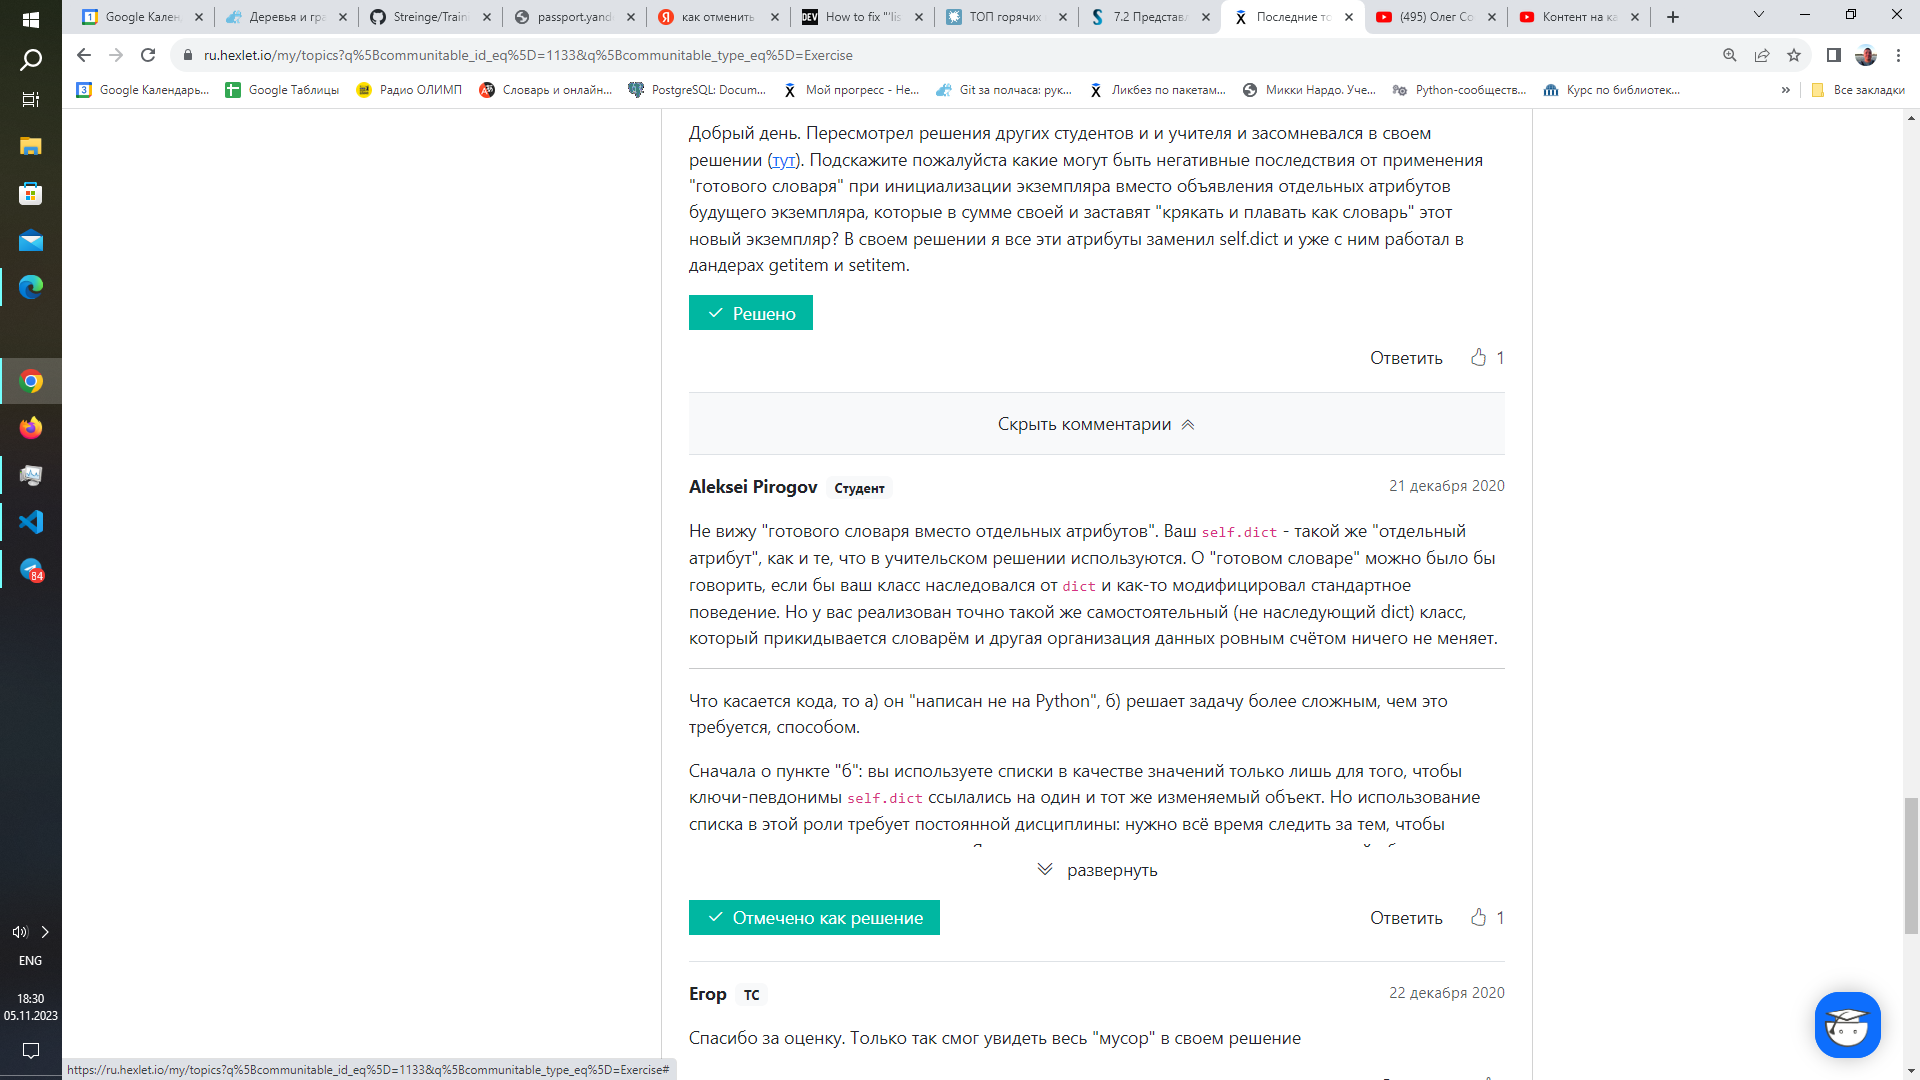 Google Кален
Деревья и гра
Streinge/Traini
passport.yand
как отменить
How to fix "'lis
ТОП горячих
7.2 Представл
Последние то
(495) Олег Со
Контент на ка
ru.hexlet.io/my/topics?q%5Bcommunitable_id_eq%5D=1133&q%5Bcommunitable_type_eq%5D=Exercise
Google Календарь...
Google Таблицы
Радио ОЛИМП
Словарь и онлайн...
PostgreSQL: Docum...
Мой прогресс - Не...
Git за полчаса: рук...
Ликбез по пакетам...
Микки Нардо. Уче...
Python-сообществ...
Курс по библиотек...
»
Все закладки
Добрый день. Пересмотрел решения других студентов и и учителя и засомневался в своем
решении (тут). Подскажите пожалуйста какие могут быть негативные последствия от применения
"готового словаря" при инициализации экземпляра вместо объявления отдельных атрибутов
будущего экземпляра, которые в сумме своей и заставят "крякать и плавать как словарь" этот
новый экземпляр? В своем решении я все эти атрибуты заменил self.dict и уже с ним работал в
дандерах getitem и setitem.
Решено
Ответить 1
Скрыть комментарии
Aleksei Pirogov Студент 21 декабря 2020
Не вижу "готового словаря вместо отдельных атрибутов". Ваш self.dict - такой же "отдельный
атрибут", как и те, что в учительском решении используются. О "готовом словаре" можно было бы
говорить, если бы ваш класс наследовался от dict и как-то модифицировал стандартное
поведение. Но у вас реализован точно такой же самостоятельный (не наследующий dict) класс,
который прикидывается словарём и другая организация данных ровным счётом ничего не меняет.
Что касается кода, то а) он "написан не на Python", б) решает задачу более сложным, чем это
требуется, способом.
Сначала о пункте "б": вы используете списки в качестве значений только лишь для того, чтобы
ключи-певдонимы self.dict ссылались на один и тот же изменяемый объект. Но использование
списка в этой роли требует постоянной дисциплины: нужно всё время следить за тем, чтобы
развернуть
Отмечено как решение
Ответить 1
Егор ТС 22 декабря 2020
Спасибо за оценку. Только так смог увидеть весь "мусор" в своем решение
84
ENG
18:30
05.11.2023
https://ru.hexlet.io/my/topics?q%5Bcommunitable_id_eq%5D=1133&q%5Bcommunitable_type_eq%5D=Exercise#